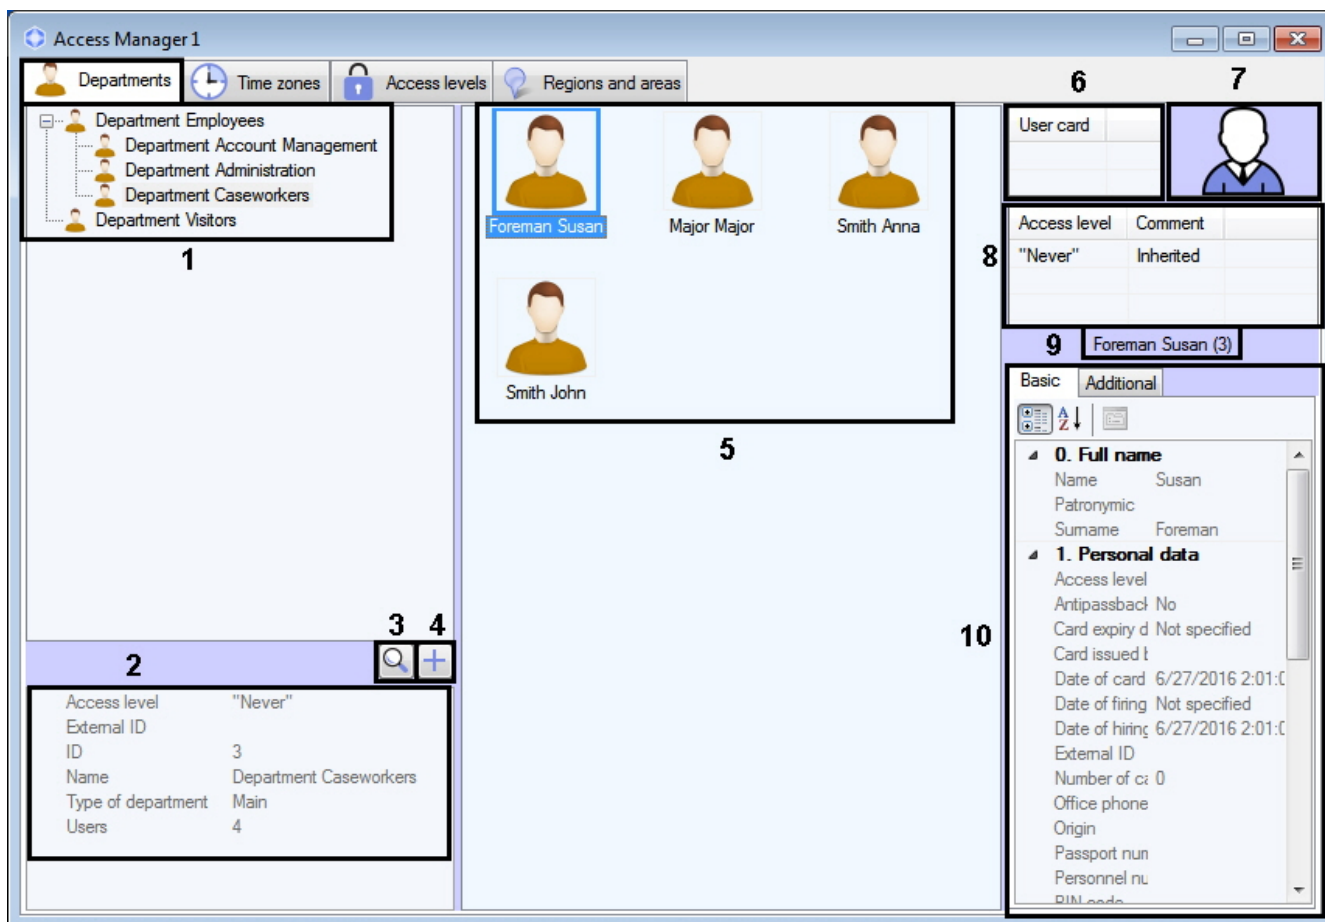 Access Manager 1
Departments
Time zones
Access levels
Regions and areas
6
7
Department Employees
Department Account Management
Department Administration
Department Caseworkers
Department Visitors
1
Foreman Susan
Major Major
Smith Anna
Smith John
5
User card
Access level Comment
"Never" Inherited
8
9
Foreman Susan (3)
Basic
Additional
0. Full name
Name Susan
Patronymic
Surname Foreman
1. Personal data
Access level
Antipassback No
Card expiry d Not specified
Card issued b
Date of card 6/27/2016 2:01:0
Date of firing Not specified
Date of hiring 6/27/2016 2:01:0
External ID
Number of ca 0
Office phone
Origin
Passport num
Personnel nu
PIN code
10
3
4
2
Access level "Never"
External ID
ID 3
Name Department Caseworkers
Type of department Main
Users 4